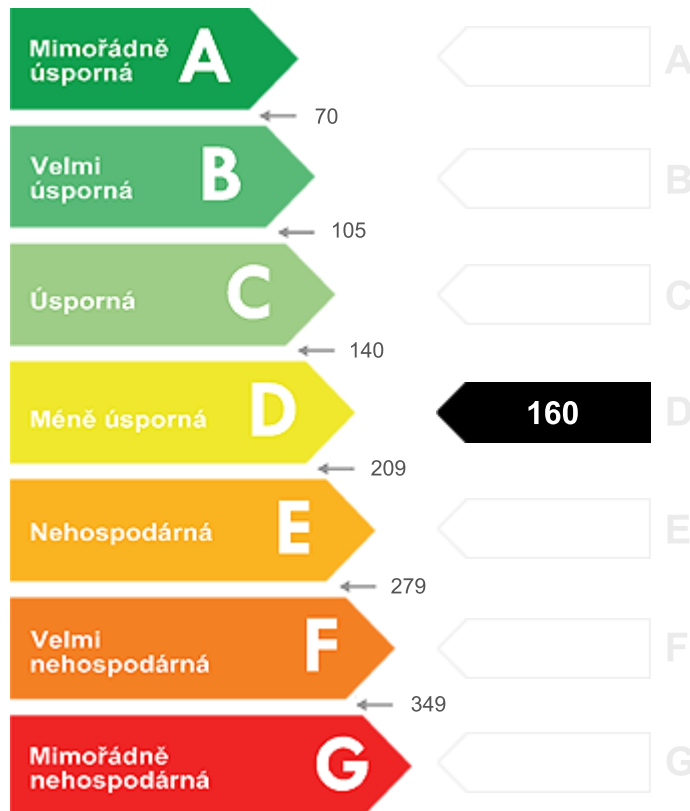 Mimořádně
úsporná
A
A
70
Velmi
úsporná
B
B
105
Úsporná
C
C
140
Méně úsporná
D
160
D
209
Nehospodárná
E
E
279
Velmi
nehospodárná
F
F
349
Mimořádně
nehospodárná
G
G